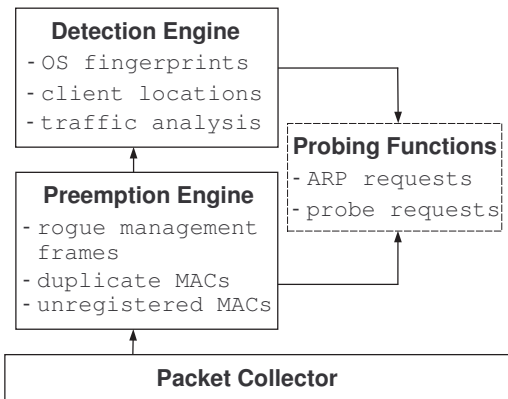 Detection Engine
- OS fingerprints
- client locations
- traffic analysis
Probing Functions
- ARP requests
- probe requests
Preemption Engine
- rogue management
frames
- duplicate MACs
- unregistered MACs
Packet Collector